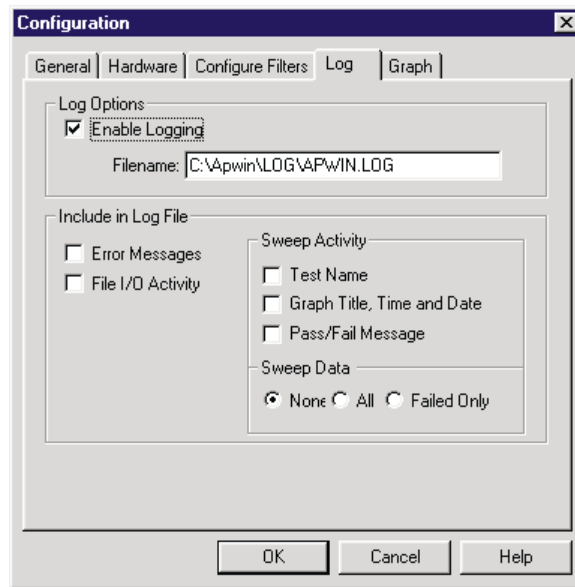 Configuration
General Hardware Configure Filters Log Graph
Log Options
Enable Logging
Filename: C:\Apwin\LOG\APWIN.LOG
Include in Log File
Error Messages
File I/O Activity
Sweep Activity
Test Name
Graph Title, Time and Date
Pass/Fail Message
Sweep Data
None All Failed Only
OK Cancel Help